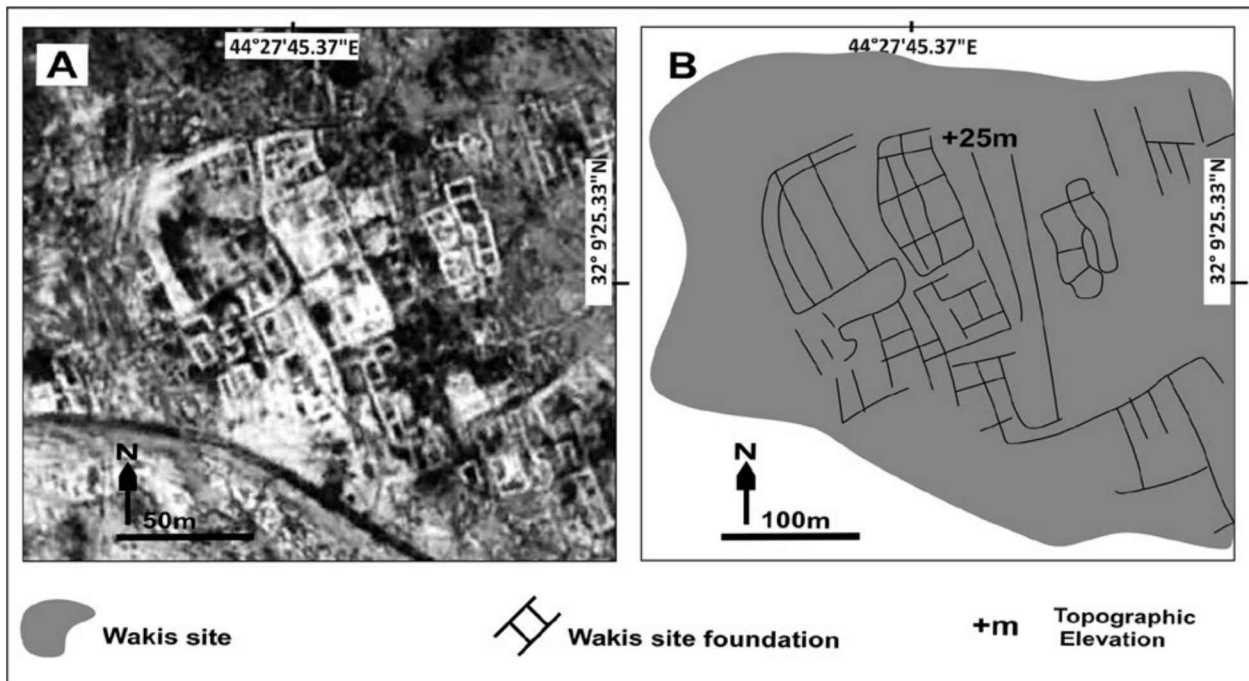 A
44°27'45.37"E
N
50m
B
44°27'45.37"E
+25m
32° 9'25.33"N
32° 9'25.33"N
N
100m
Wakis site
Wakis site foundation
+m
Topographic
Elevation